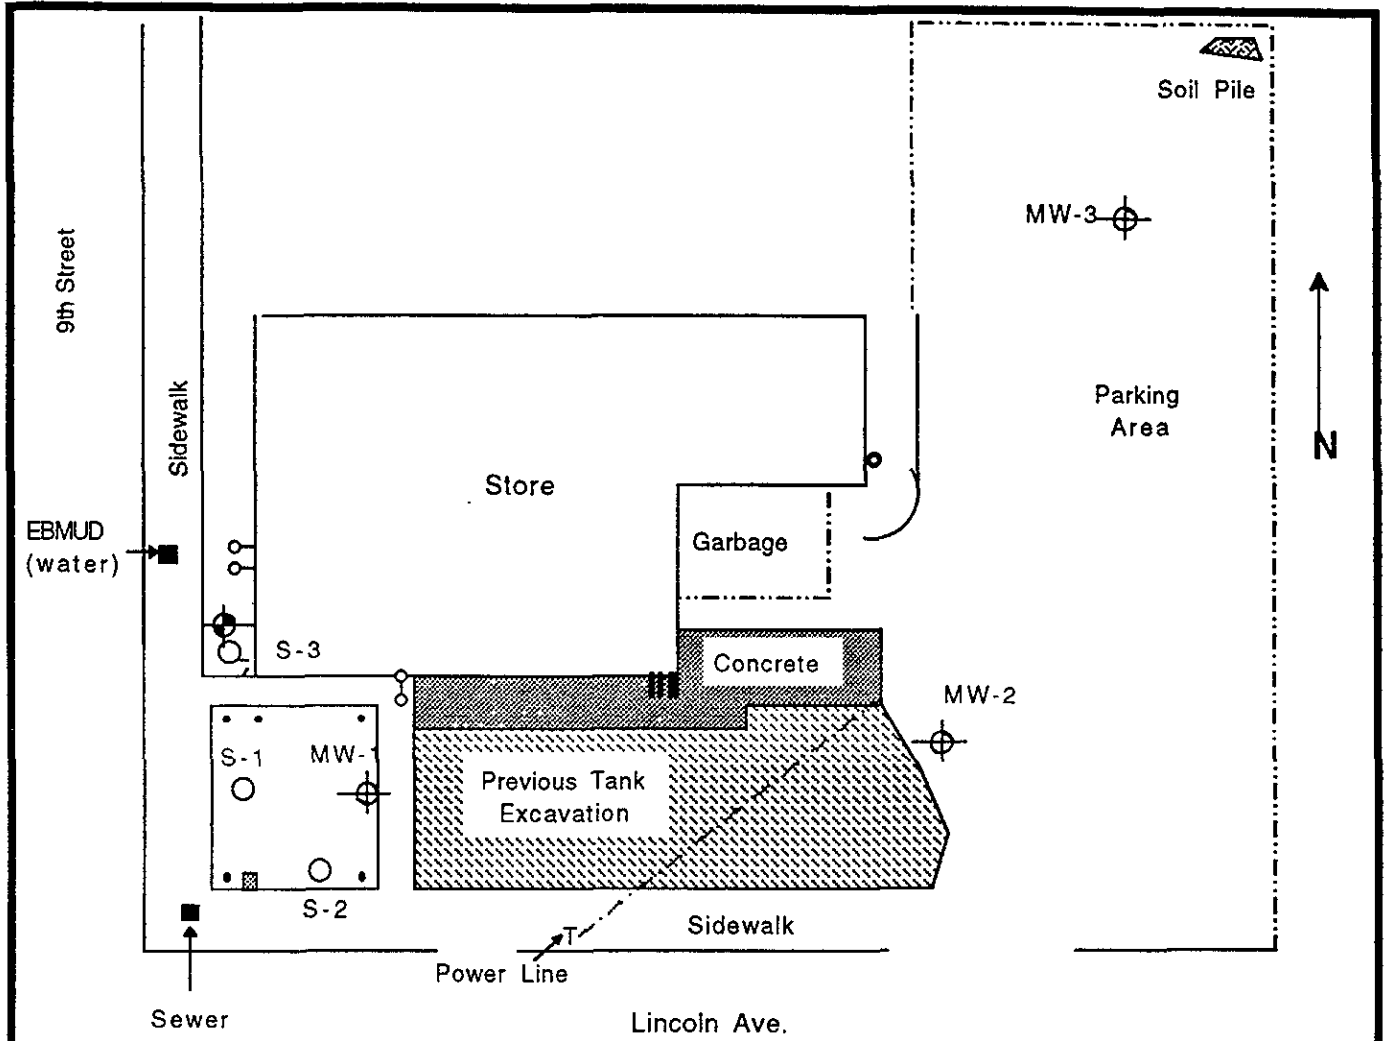 Soil Pile
MW-3
9th Street
N
Parking
Area
Sidewalk
Store
EBMUD
(water)
Garbage
S-3
Concrete
MW-2
S-1
MW-1
Previous Tank
Excavation
S-2
Sidewalk
T
Power Line
Sewer
Lincoln Ave.